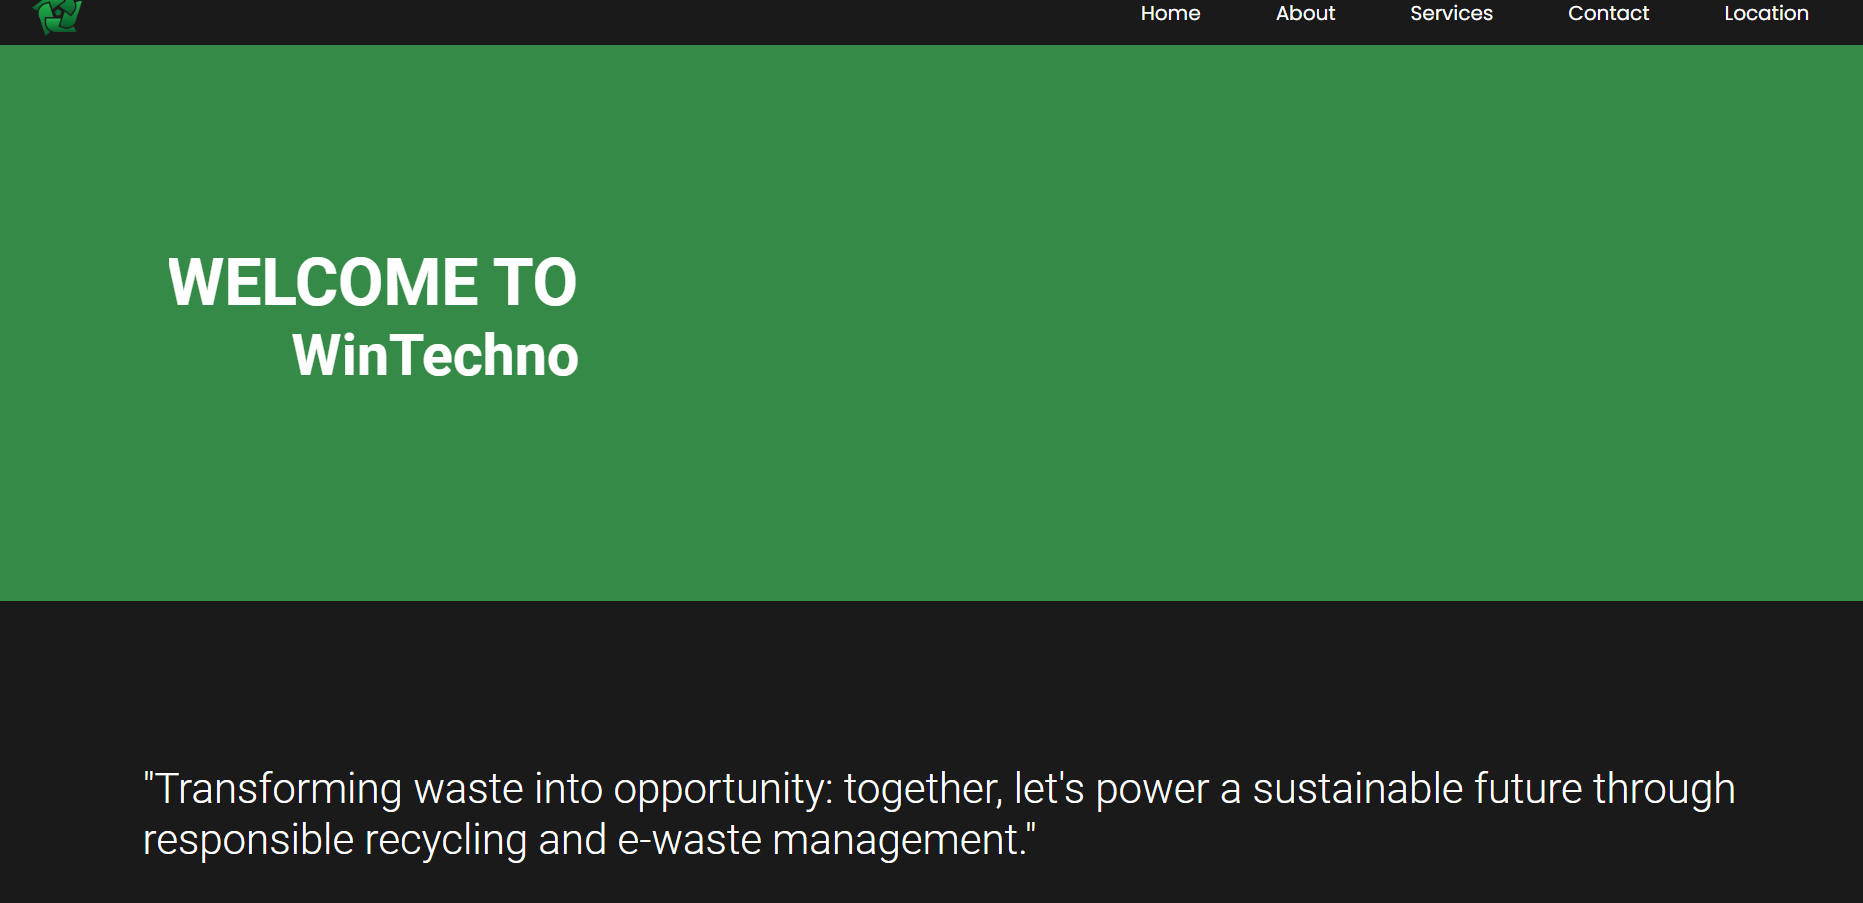 Home About Services Contact Location
WELCOME TO
WinTechno
"Transforming waste into opportunity: together, let's power a sustainable future through
responsible recycling and e-waste management."